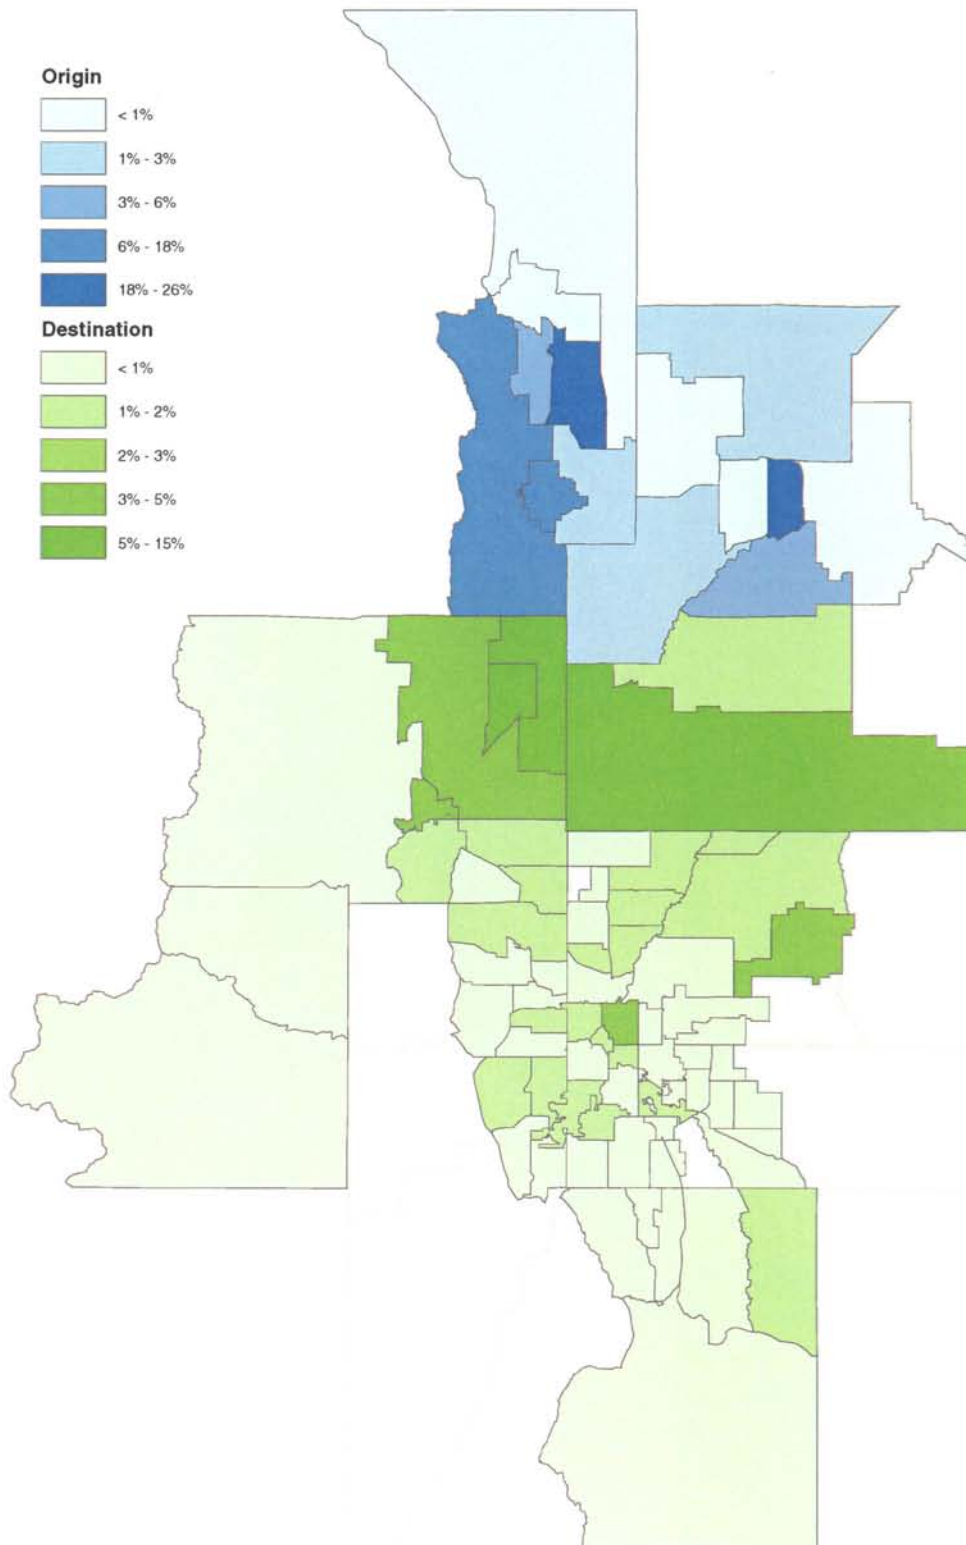 Origin
< 1%
1% - 3%
3% - 6%
6% - 18%
18% - 26%
Destination
< 1%
1% - 2%
2% - 3%
3% - 5%
5% - 15%